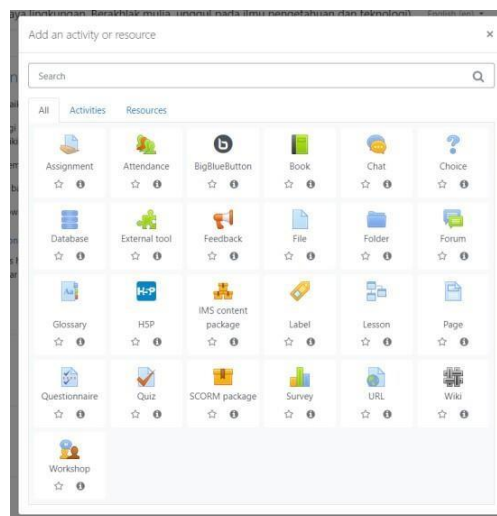 aya lingkungan, Berakhlak mulia, unggul pada ilmu pengetahuan dan teknologi) English (en)
Add an activity or resource ×
Search
All Activities Resources
Assignment Attendance BigBlueButton Book Chat Choice
Database External tool Feedback File Folder Forum
Glossary H5P IMS content package Label Lesson Page
Questionnaire Quiz SCORM package Survey URL Wiki
Workshop